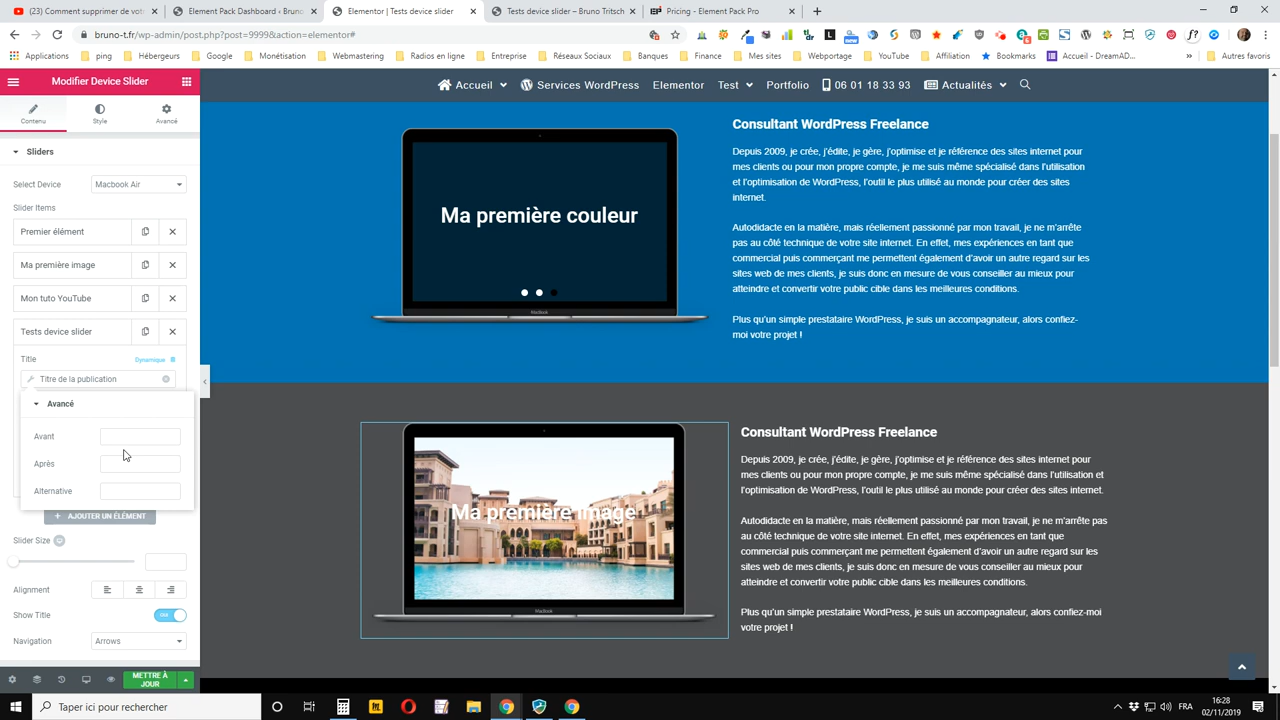 (23) Comment supprimer de vot
Element Pack Dashboard ‹ Bruno
Elementor | Tests device slider
Tests device slider – Bruno Tritsch
Pricing - Element Pack Pro
bruno-t.fr/wp-admin/post.php?post=9999&action=elementor#
Applications
ping
Hébergeurs
Google
Monétisation
Webmastering
Radios en ligne
Entreprise
Réseaux Sociaux
Banques
Finance
Mes sites
Webportage
YouTube
Affiliation
Bookmarks
Accueil - DreamAD...
»
Autres favoris
Modifier Device Slider
Contenu
Style
Avancé
Sliders
Select Device
Macbook Air
Slider Items
Premier élément
Ma première image
Mon tuto YouTube
Tests device slider
Title
Dynamique
Titre de la publication
Avancé
Avant
Après
Alternative
AJOUTER UN ÉLÉMENT
Slider Size
Alignment
Show Title
Navigation
Arrows
METTRE À
JOUR
Accueil
Services WordPress
Elementor
Test
Portfolio
06 01 18 33 93
Actualités
Ma première couleur
MacBook
Consultant WordPress Freelance
Depuis 2009, je crée, j’édite, je gère, j’optimise et je référence des sites internet pour
mes clients ou pour mon propre compte, je me suis même spécialisé dans l’utilisation
et l’optimisation de WordPress, l’outil le plus utilisé au monde pour créer des sites
internet.
Autodidacte en la matière, mais réellement passionné par mon travail, je ne m’arrête
pas au côté technique de votre site internet. En effet, mes expériences en tant que
commercial puis commerçant me permettent également d’avoir un autre regard sur les
sites web de mes clients, je suis donc en mesure de vous conseiller au mieux pour
atteindre et convertir votre public cible dans les meilleures conditions.
Plus qu’un simple prestataire WordPress, je suis un accompagnateur, alors confiez-
moi votre projet !
Ma première image
MacBook
Consultant WordPress Freelance
Depuis 2009, je crée, j’édite, je gère, j’optimise et je référence des sites internet pour
mes clients ou pour mon propre compte, je me suis même spécialisé dans l’utilisation et
l’optimisation de WordPress, l’outil le plus utilisé au monde pour créer des sites internet.
Autodidacte en la matière, mais réellement passionné par mon travail, je ne m’arrête pas
au côté technique de votre site internet. En effet, mes expériences en tant que
commercial puis commerçant me permettent également d’avoir un autre regard sur les
sites web de mes clients, je suis donc en mesure de vous conseiller au mieux pour
atteindre et convertir votre public cible dans les meilleures conditions.
Plus qu’un simple prestataire WordPress, je suis un accompagnateur, alors confiez-moi
votre projet !
Taper ici pour rechercher
FRA
16:28
02/11/2019